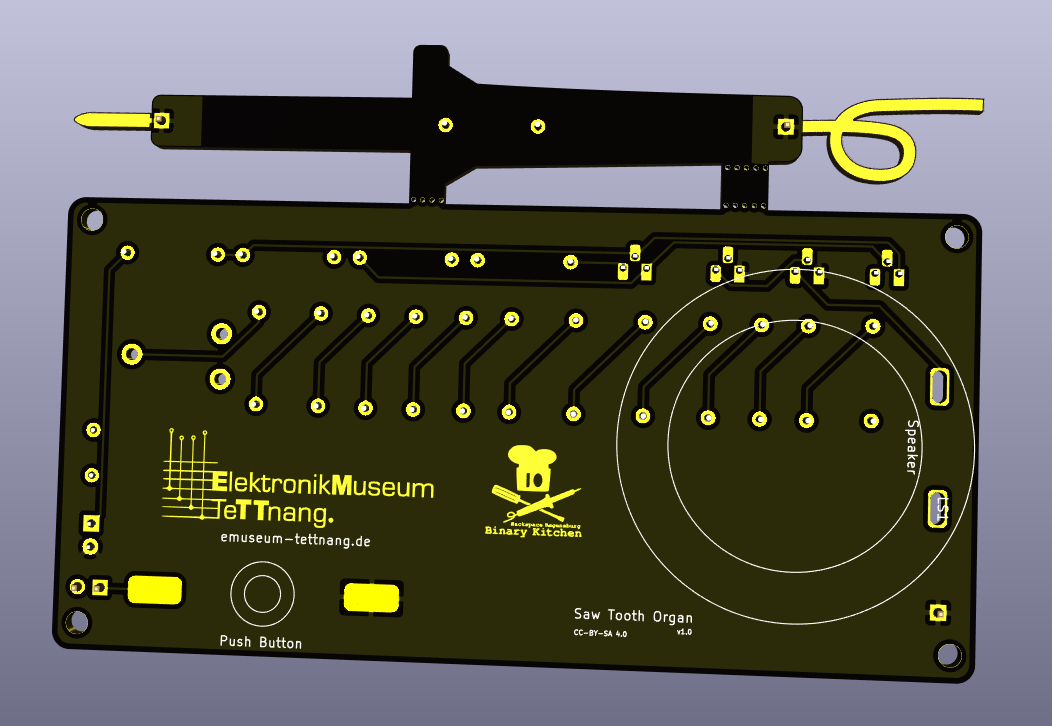 Speaker
LS1
ElektronikMuseum
TeTTnang.
emuseum-tettnang.de
IO
Backspace Regensburg
Binary Kitchen
Saw Tooth Organ
CC-BY-SA 4.0 v1.0
Push Button